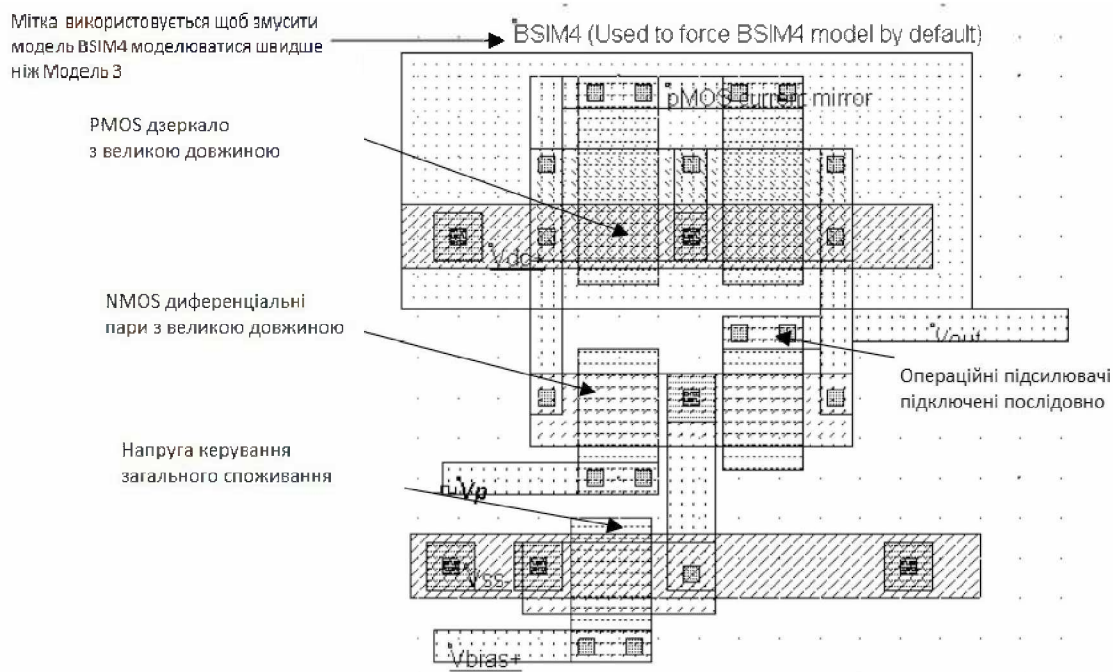 Мітка використовується щоб змусити
модель BSIM4 моделюватися швидше
ніж Модель 3
BSIM4 (Used to force BSIM4 model by default)
pMOS current mirror
PMOS дзеркало
з великою довжиною
Vdd+
NMOS диференціальні
пари з великою довжиною
Vout
Операційні підсилювачі
підключені послідовно
Напруга керування
загального споживання
Vp
Vss-
Vbias+